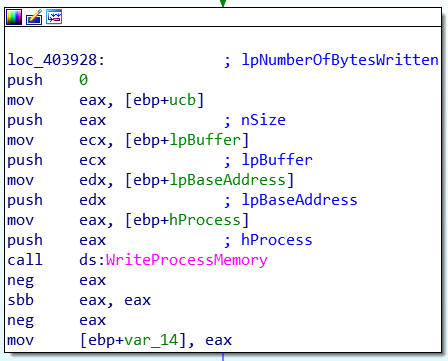 loc_403928: ; lpNumberOfBytesWritten
push 0
mov eax, [ebp+ucb]
push eax ; nSize
mov ecx, [ebp+lpBuffer]
push ecx ; lpBuffer
mov edx, [ebp+lpBaseAddress]
push edx ; lpBaseAddress
mov eax, [ebp+hProcess]
push eax ; hProcess
call ds:WriteProcessMemory
neg eax
sbb eax, eax
neg eax
mov [ebp+var_14], eax